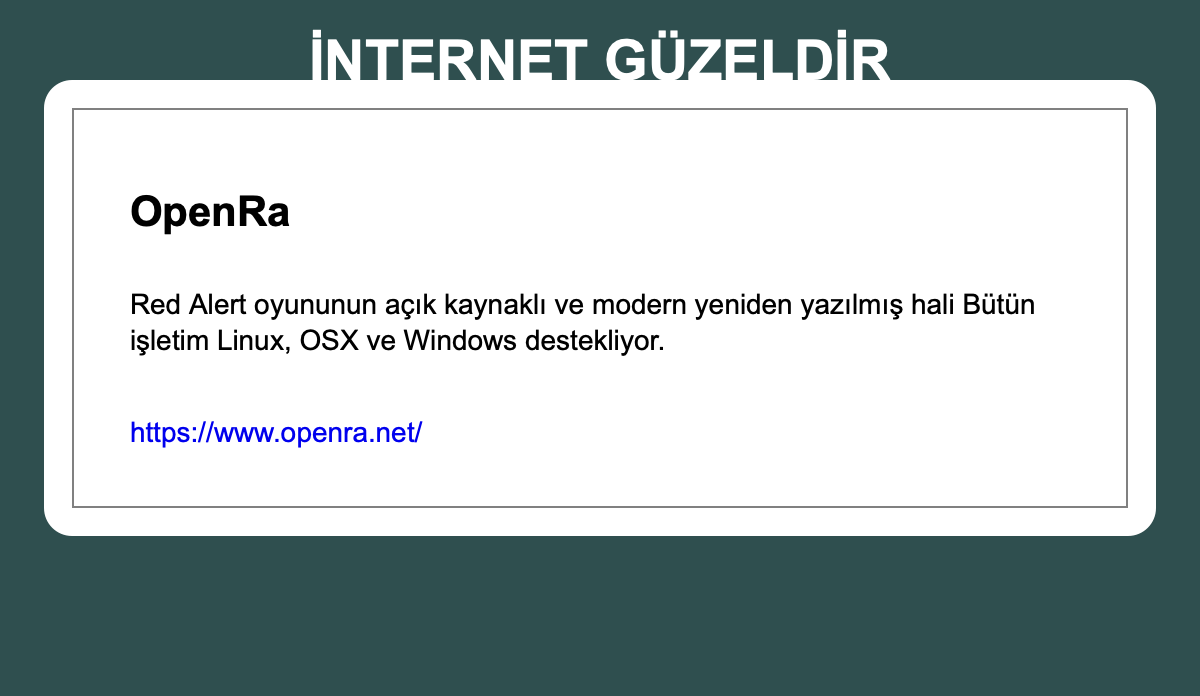 İNTERNET GÜZELDİR
OpenRa
Red Alert oyununun açık kaynaklı ve modern yeniden yazılmış hali Bütün
işletim Linux, OSX ve Windows destekliyor.
https://www.openra.net/